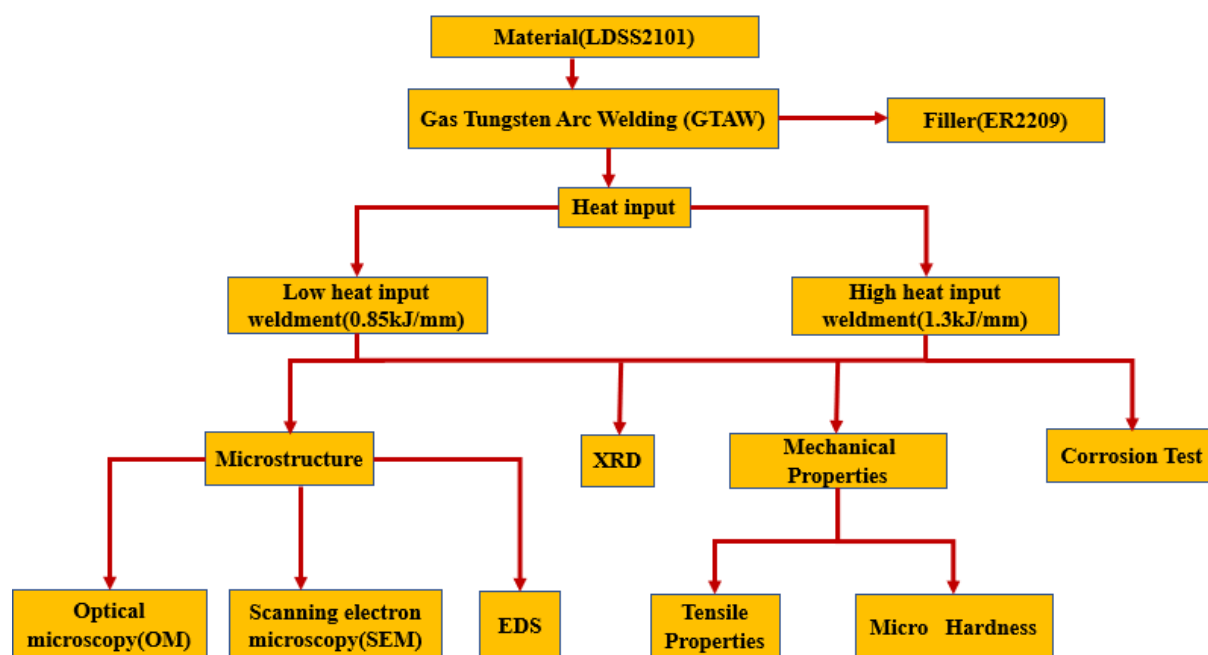 Material(LDSS2101)
Gas Tungsten Arc Welding (GTAW)
Filler(ER2209)
Heat input
Low heat input
weldment(0.85kJ/mm)
High heat input
weldment(1.3kJ/mm)
Microstructure
XRD
Mechanical
Properties
Corrosion Test
Optical
microscopy(OM)
Scanning electron
microscopy(SEM)
EDS
Tensile
Properties
Micro Hardness